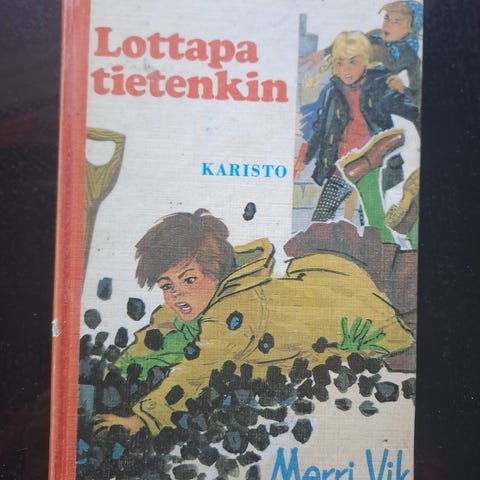 Lottapa
tietenkin
KARISTO
Merri Vik